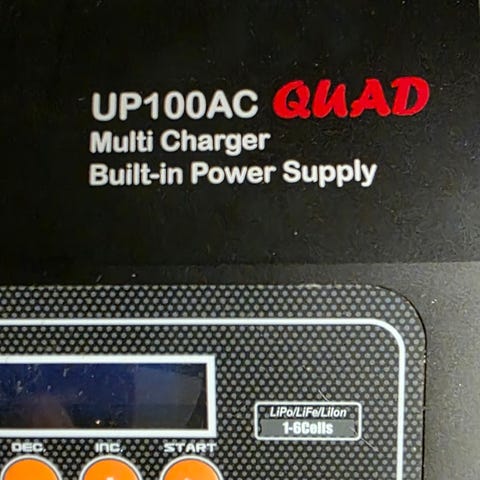 UP100AC QUAD
Multi Charger
Built-in Power Supply
LiPo/LiFe/LiIon
1-6Cells
DEC. INC. START